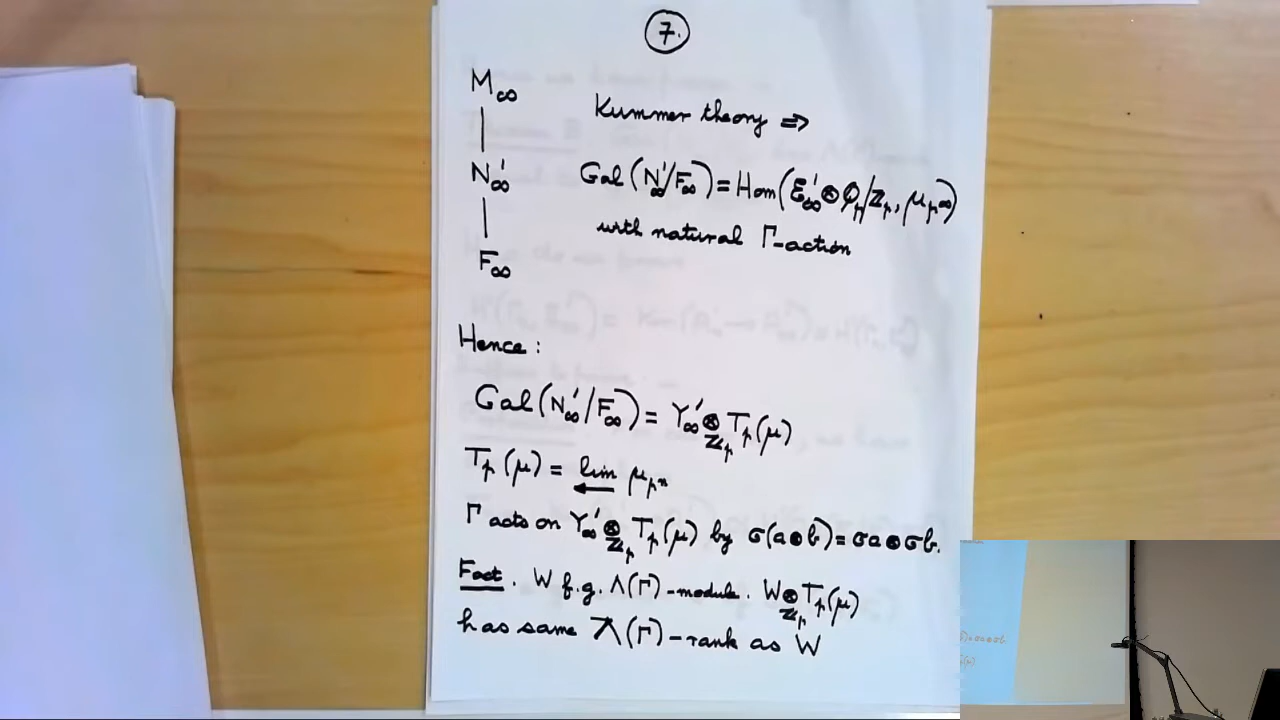 7.
M∞
Kummer theory ⇒
N'∞
Gal(N'∞/F∞) = Hom(ℰ'∞ ⊗ ℚp/ℤp, μp∞)
with natural Γ-action
F∞
Hence :
Gal(N'∞/F∞) = Y'∞ ⊗ℤp Tp(μ)
Tp(μ) = lim← μpⁿ
Γ acts on Y'∞ ⊗ℤp Tp(μ) by σ(a⊗b) = σa⊗σb.
Fact. W f.g. Λ(Γ)-module. W⊗ℤp Tp(μ)
has same Λ(Γ)-rank as W